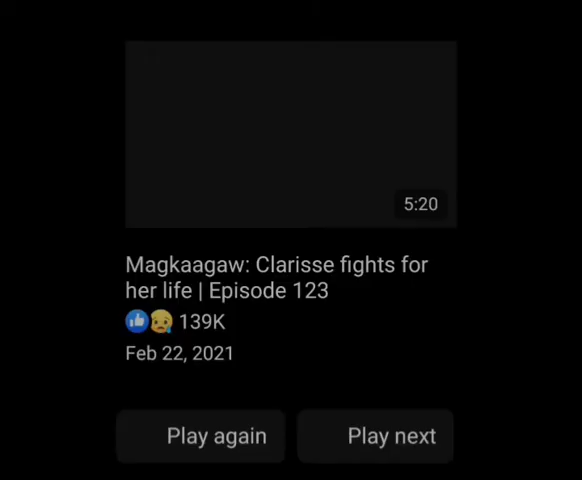 5:20
Magkaagaw: Clarisse fights for
her life | Episode 123
139K
Feb 22, 2021
Play again
Play next